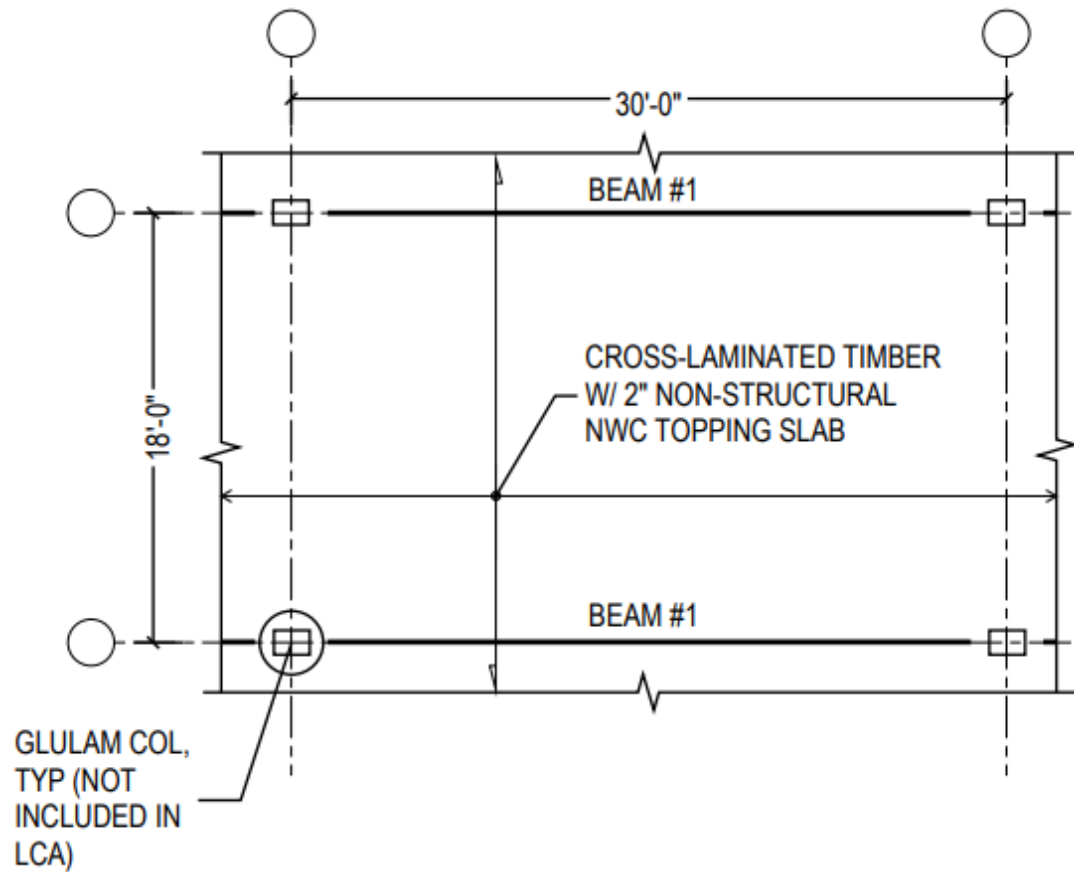 30'-0"
BEAM #1
18'-0"
CROSS-LAMINATED TIMBER
W/ 2" NON-STRUCTURAL
NWC TOPPING SLAB
BEAM #1
GLULAM COL,
TYP (NOT
INCLUDED IN
LCA)